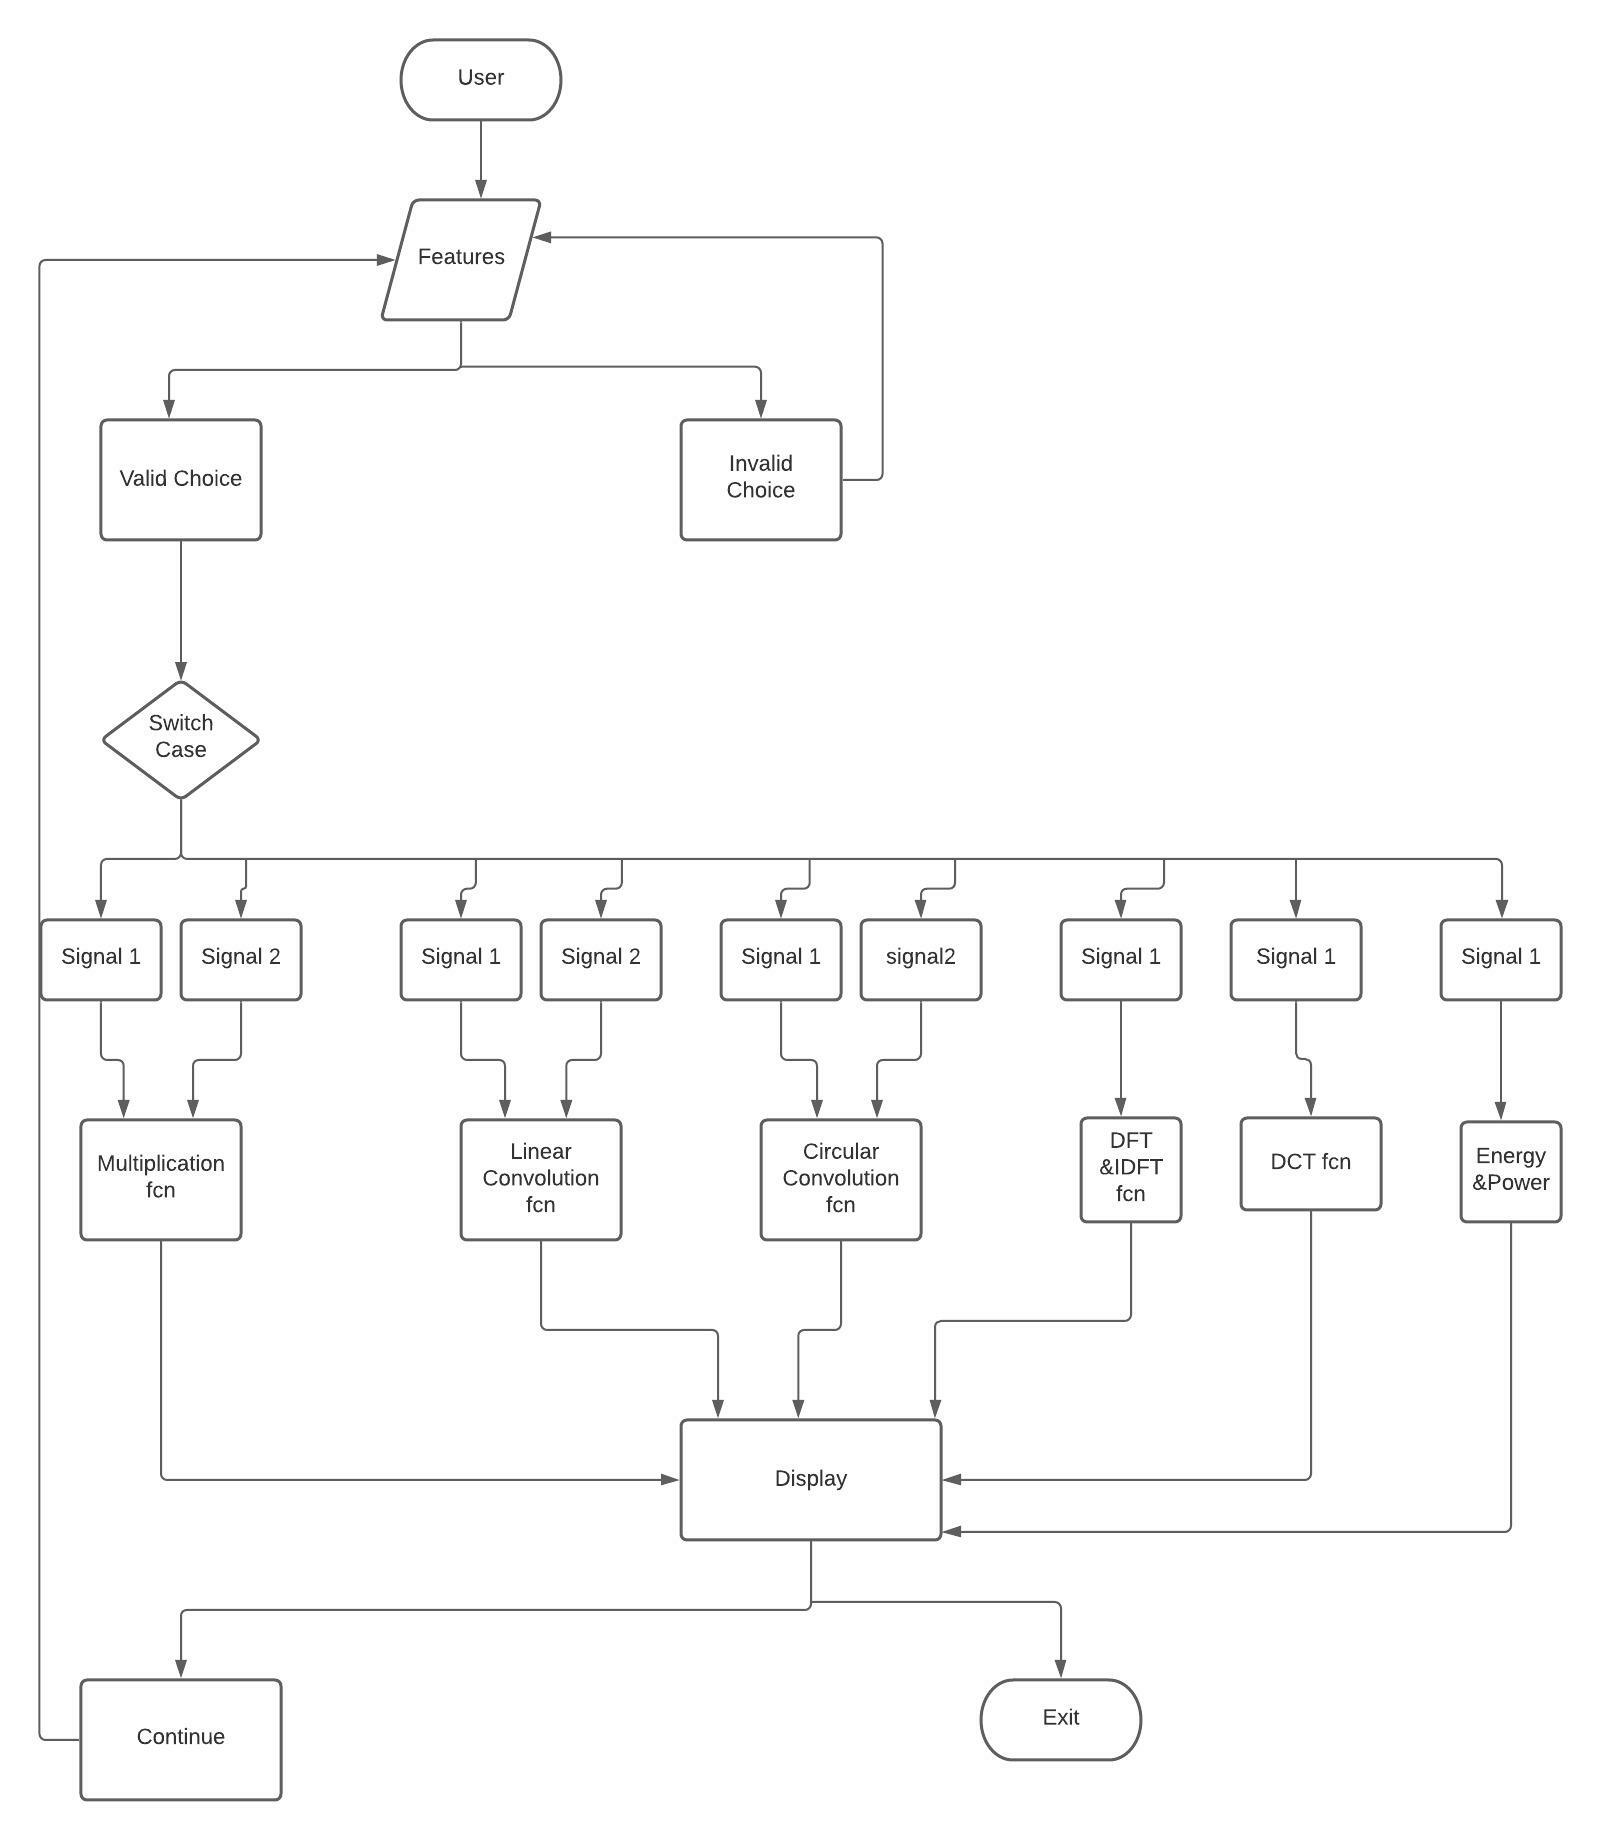 User
Features
Valid Choice
Invalid
Choice
Switch
Case
Signal 1
Signal 2
Signal 1
Signal 2
Signal 1
signal2
Signal 1
Signal 1
Signal 1
Multiplication
fcn
Linear
Convolution
fcn
Circular
Convolution
fcn
DFT
&IDFT
fcn
DCT fcn
Energy
&Power
Display
Continue
Exit